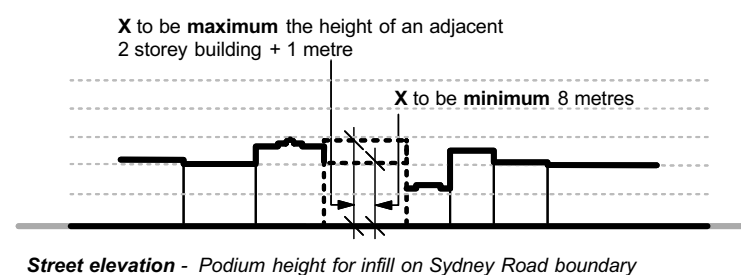 X to be maximum the height of an adjacent
2 storey building + 1 metre
X to be minimum 8 metres
Street elevation - Podium height for infill on Sydney Road boundary